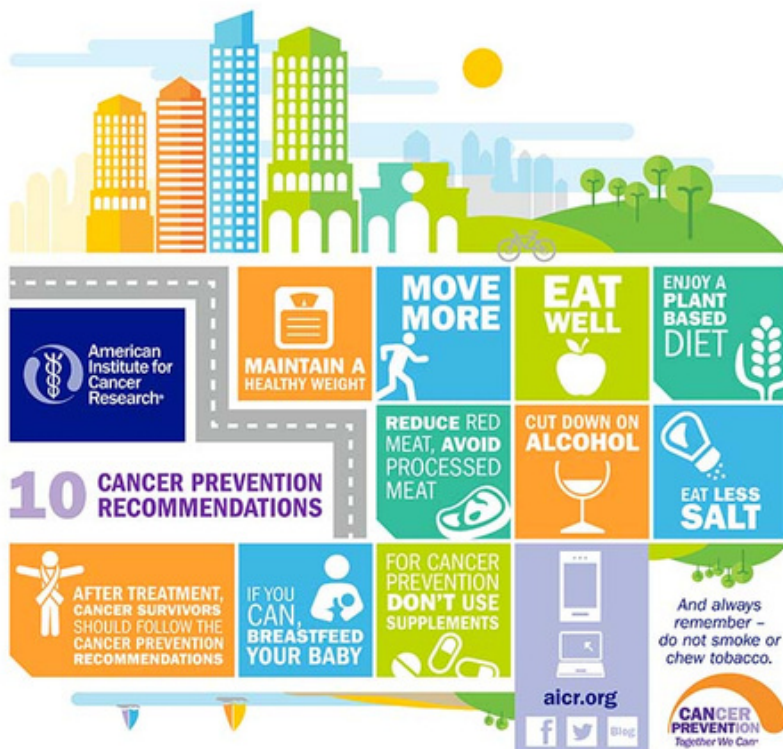 American
Institute for
Cancer
Research®
10 CANCER PREVENTION
RECOMMENDATIONS
MAINTAIN A
HEALTHY WEIGHT
MOVE
MORE
EAT
WELL
ENJOY A
PLANT
BASED
DIET
REDUCE RED
MEAT, AVOID
PROCESSED
MEAT
CUT DOWN ON
ALCOHOL
EAT LESS
SALT
AFTER TREATMENT,
CANCER SURVIVORS
SHOULD FOLLOW THE
CANCER PREVENTION
RECOMMENDATIONS
IF YOU
CAN,
BREASTFEED
YOUR BABY
FOR CANCER
PREVENTION
DON'T USE
SUPPLEMENTS
aicr.org
f
Blog
And always
remember –
do not smoke or
chew tobacco.
CANCER
PREVENTION
Together We Can®